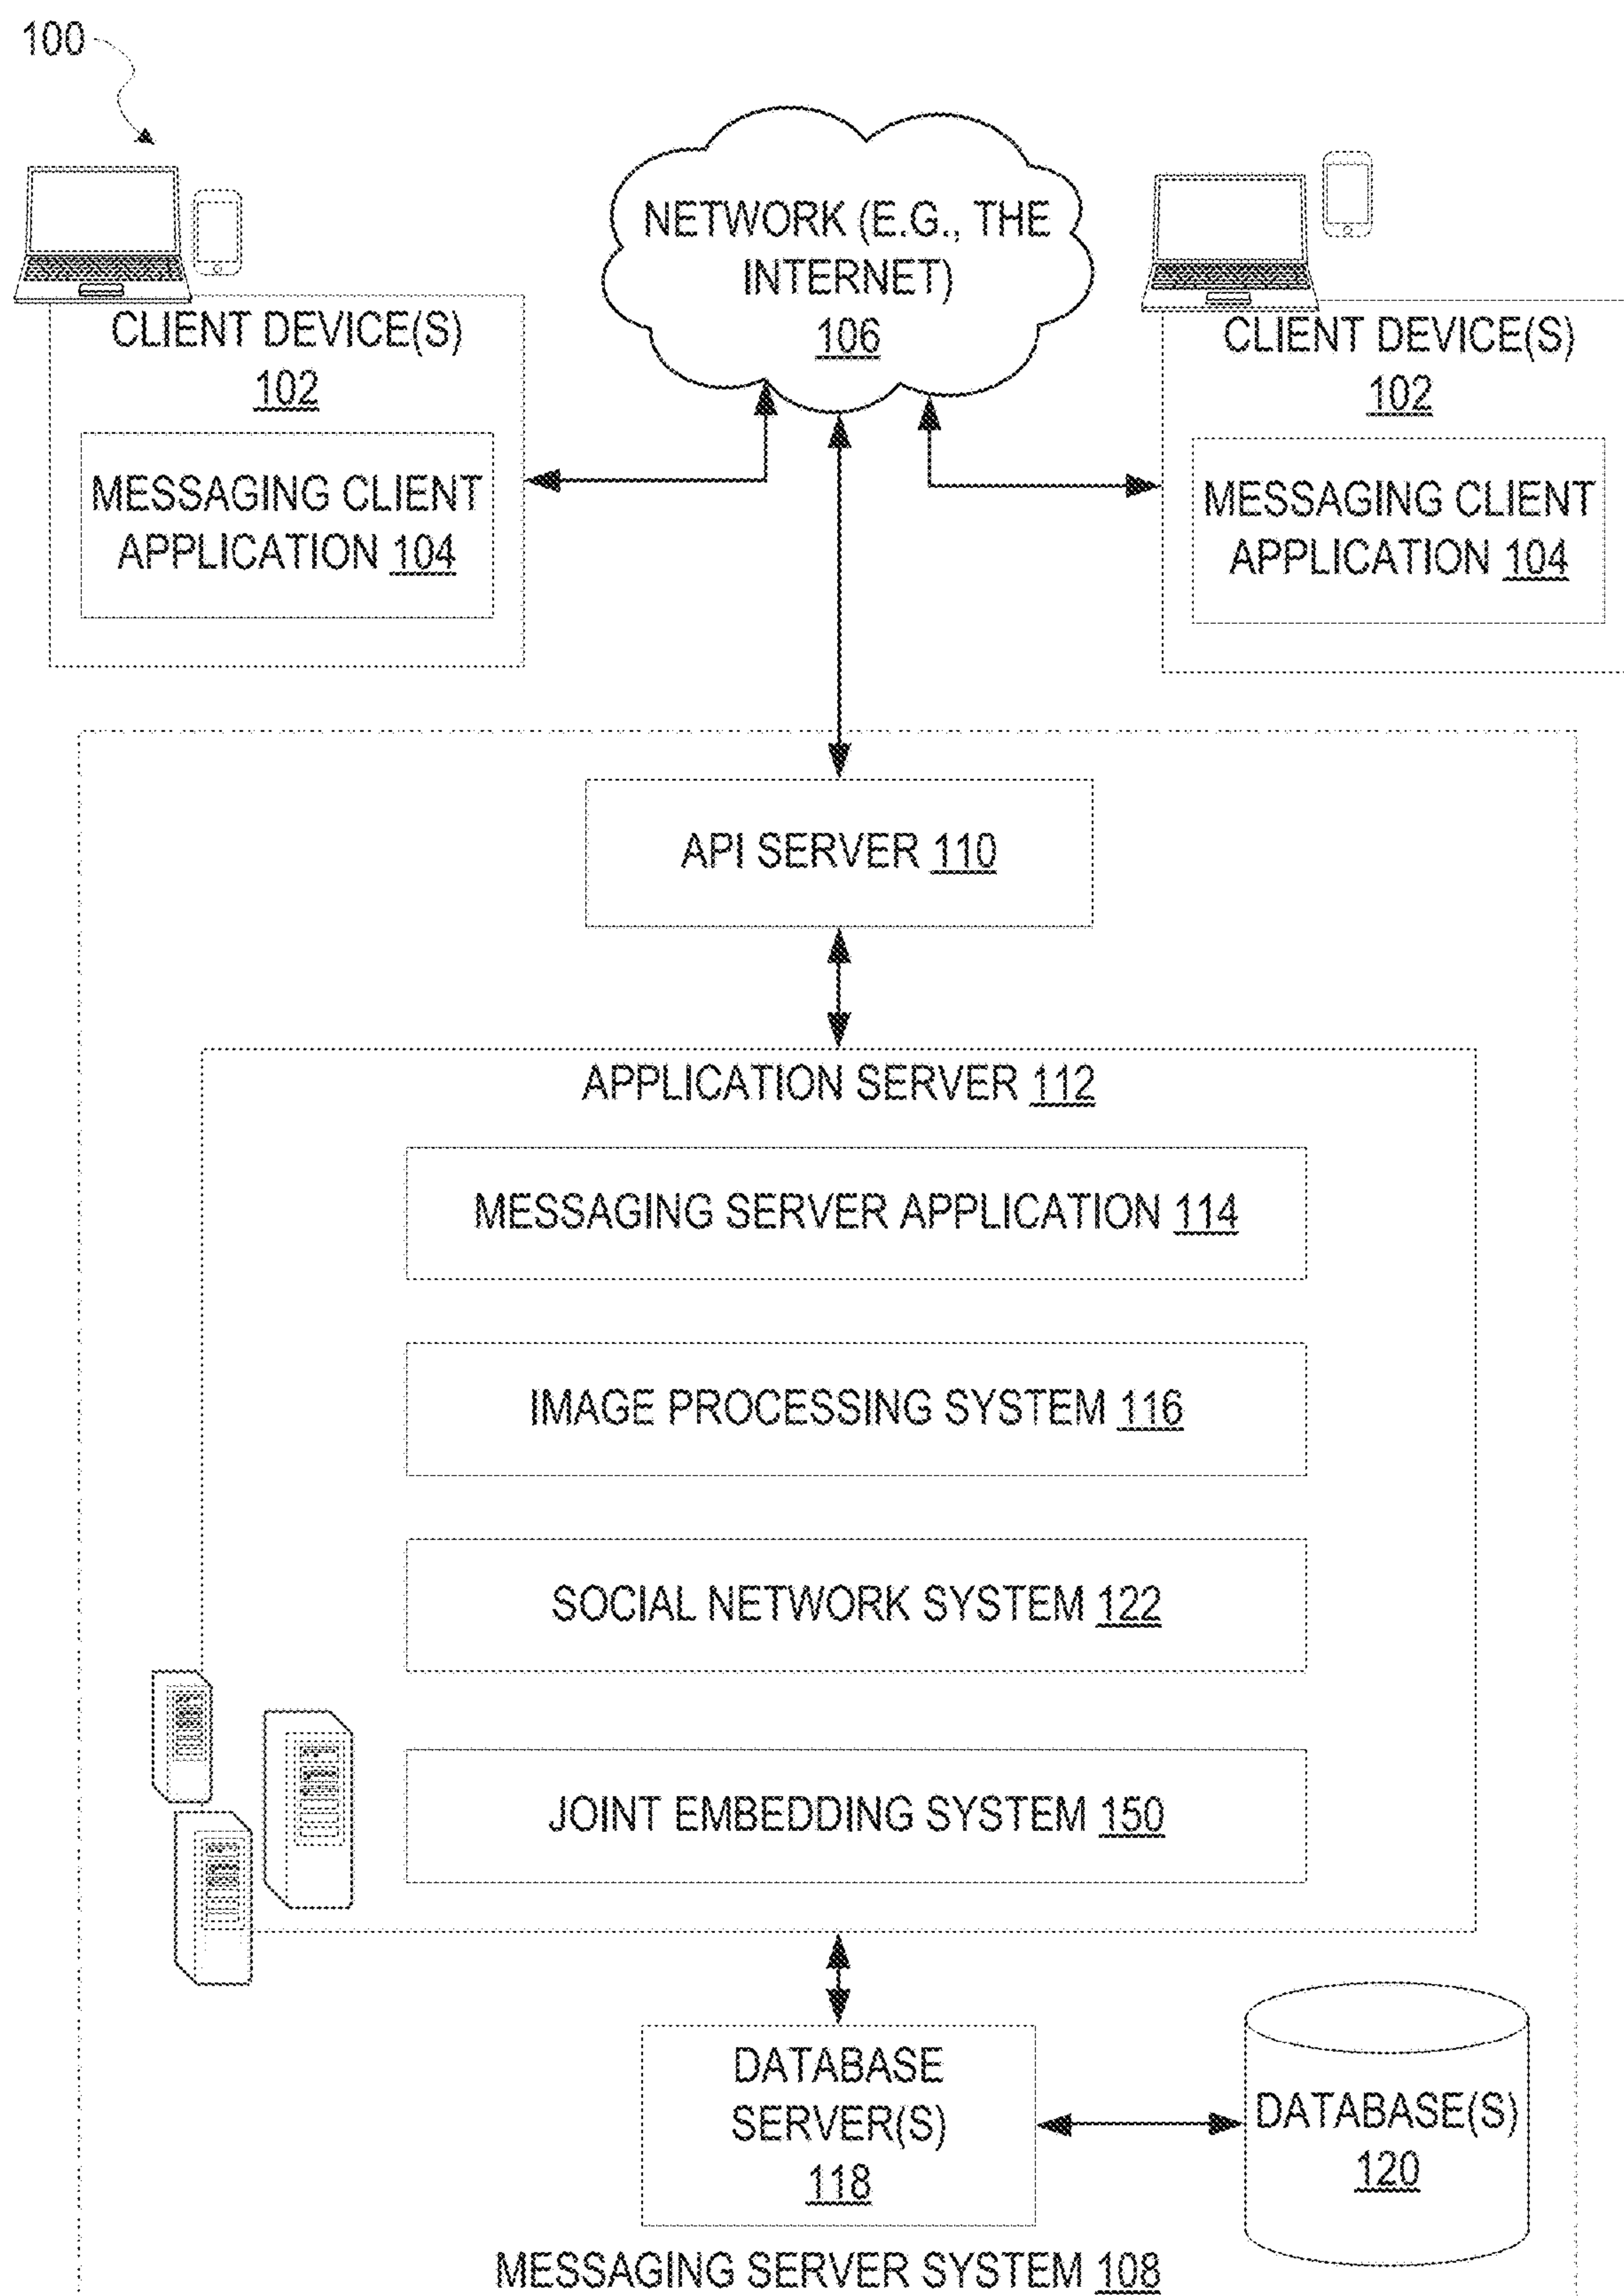 100
NETWORK (E.G., THE
INTERNET)
106
CLIENT DEVICE(S)
102
MESSAGING CLIENT
APPLICATION 104
CLIENT DEVICE(S)
102
MESSAGING CLIENT
APPLICATION 104
API SERVER 110
APPLICATION SERVER 112
MESSAGING SERVER APPLICATION 114
IMAGE PROCESSING SYSTEM 116
SOCIAL NETWORK SYSTEM 122
JOINT EMBEDDING SYSTEM 150
DATABASE
SERVER(S)
118
DATABASE(S)
120
MESSAGING SERVER SYSTEM 108